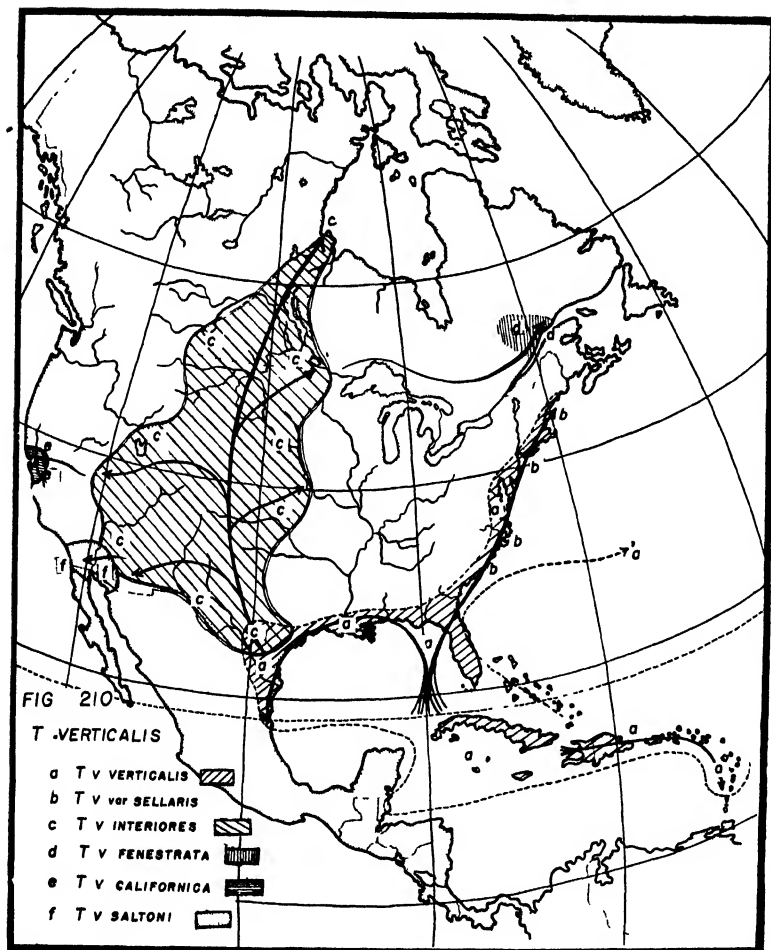 c
d d
c
c
b
c
c
b
e
a
c
c
b
a
f
f
b
c
a
c
a
a
FIG 210
T. VERTICALIS
a
a
a
a T V VERTICALIS
b T V var SELLARIS
c T V INTERIORES
d T V FENESTRATA
e T V CALIFORNICA
f T V SALTONI